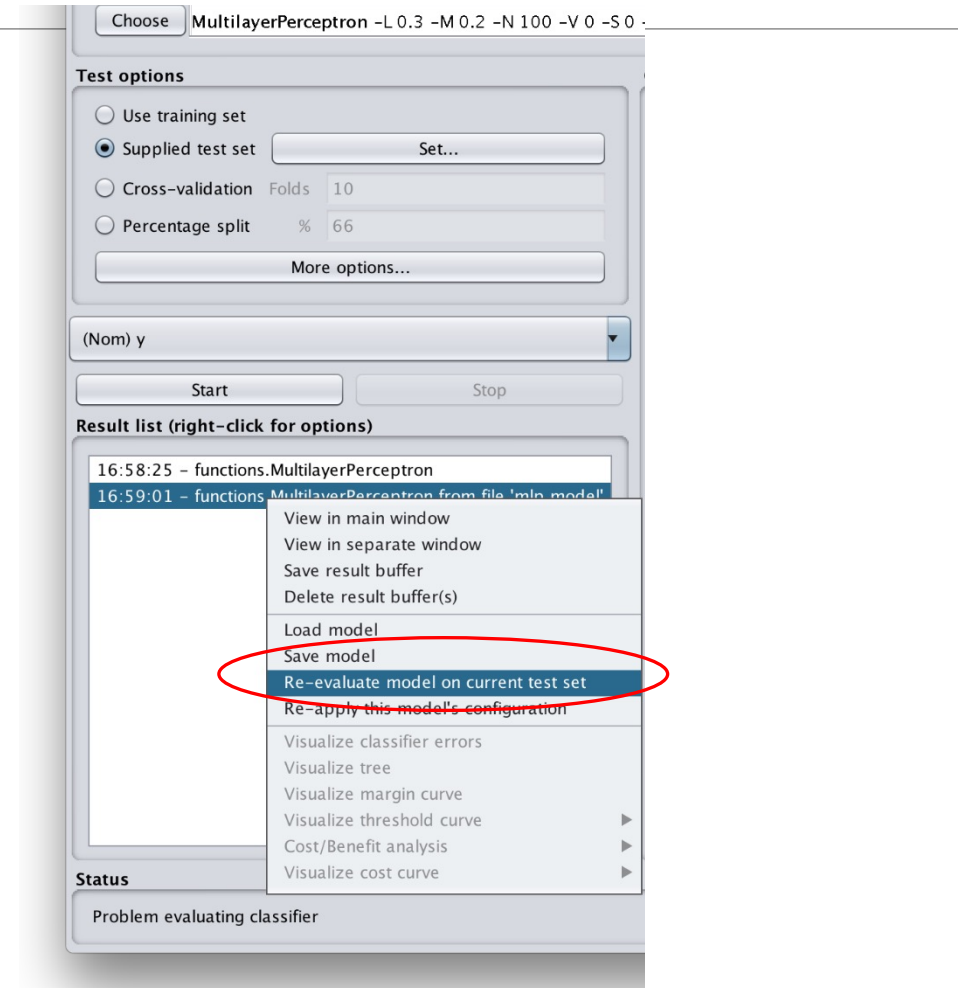 Choose MultilayerPerceptron -L 0.3 -M 0.2 -N 100 -V 0 -S 0
Test options
Use training set
Supplied test set Set...
Cross-validation Folds 10
Percentage split % 66
More options...
(Nom) y
Start Stop
Result list (right-click for options)
16:58:25 - functions.MultilayerPerceptron
16:59:01 - functions.MultilayerPerceptron from file 'mlp.model'
View in main window
View in separate window
Save result buffer
Delete result buffer(s)
Load model
Save model
Re-evaluate model on current test set
Re-apply this model's configuration
Visualize classifier errors
Visualize tree
Visualize margin curve
Visualize threshold curve
Cost/Benefit analysis
Visualize cost curve
Status
Problem evaluating classifier